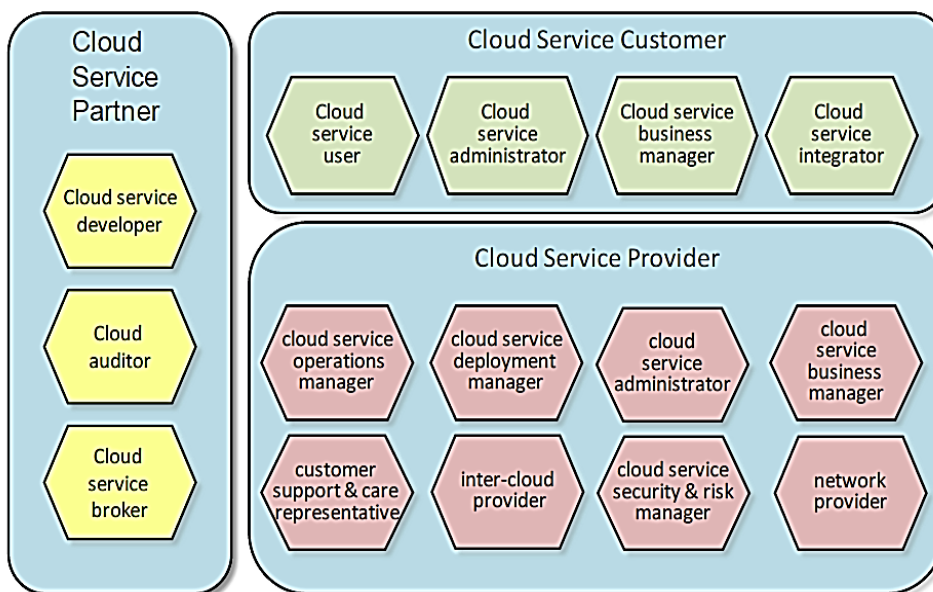 Cloud
Service
Partner
Cloud service
developer
Cloud
auditor
Cloud
service
broker
Cloud Service Customer
Cloud
service
user
Cloud
service
administrator
Cloud service
business
manager
Cloud
service
integrator
Cloud Service Provider
cloud service
operations
manager
cloud service
deployment
manager
cloud
service
administrator
cloud
service
business
manager
customer
support & care
representative
inter-cloud
provider
cloud service
security & risk
manager
network
provider